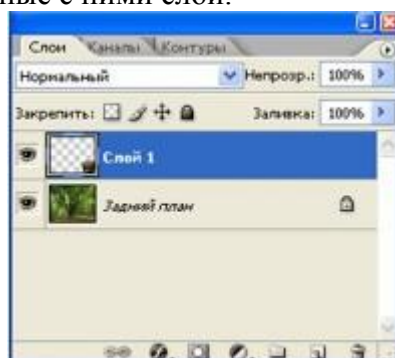 ные с ними слои.
Слои Каналы Контуры
Нормальный Непрозр.: 100%
Закрепить: Заливка: 100%
Слой 1
Задний план